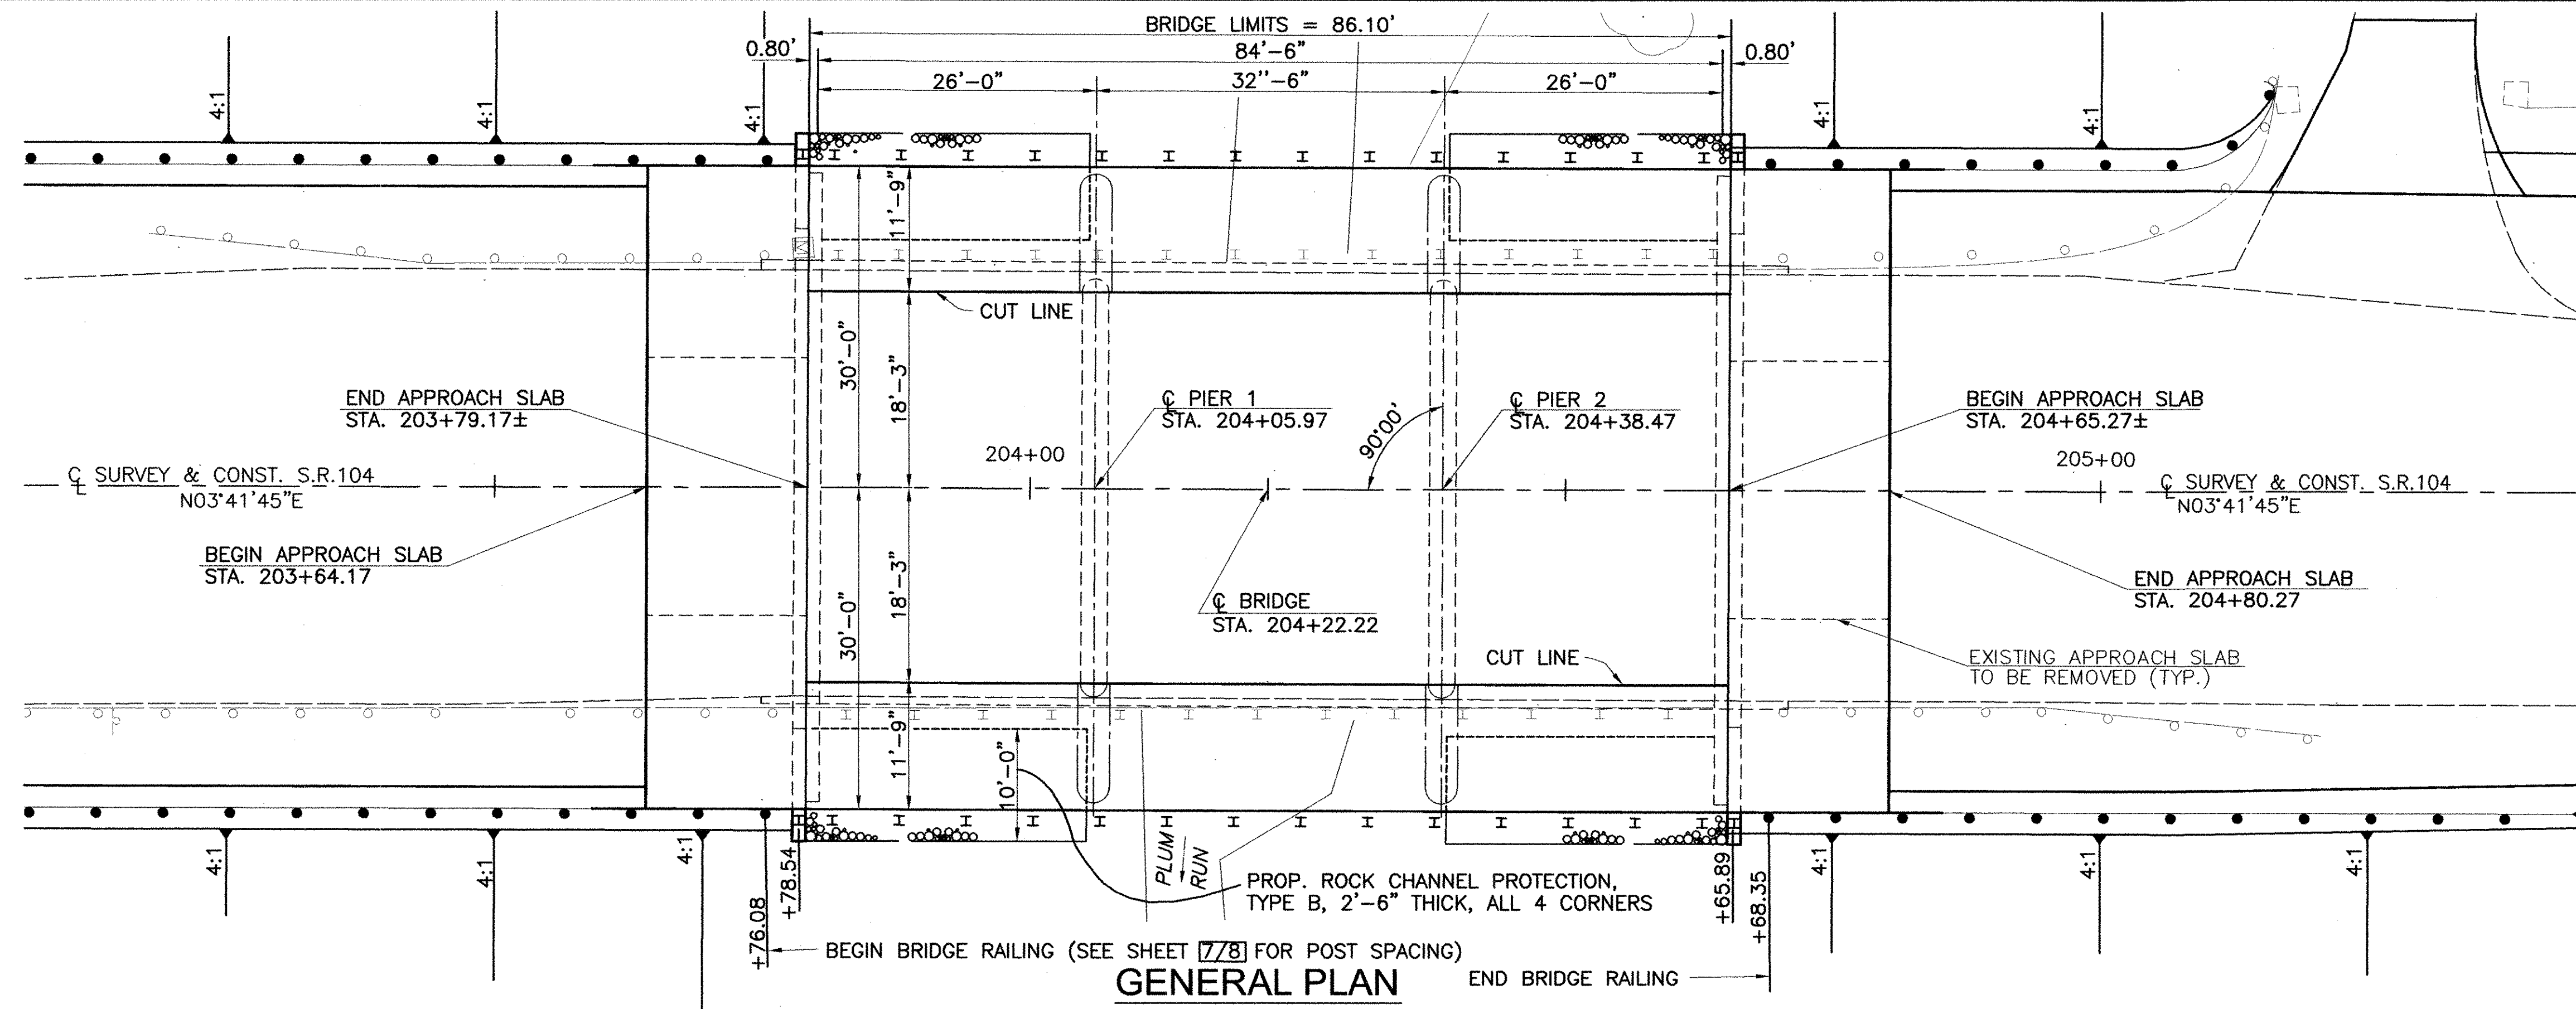 BRIDGE LIMITS = 86.10'
0.80'
84'-6"
0.80'
26'-0"
32''-6"
26'-0"
4:1
4:1
4:1
4:1
4:1
11'-9"
CUT LINE
30'-0"
18'-3"
END APPROACH SLAB
STA. 203+79.17±
℄ PIER 1
STA. 204+05.97
90°00'
℄ PIER 2
STA. 204+38.47
BEGIN APPROACH SLAB
STA. 204+65.27±
204+00
205+00
℄ SURVEY & CONST. S.R.104
N03°41'45"E
℄ SURVEY & CONST. S.R.104
N03°41'45"E
BEGIN APPROACH SLAB
STA. 203+64.17
30'-0"
18'-3"
℄ BRIDGE
STA. 204+22.22
END APPROACH SLAB
STA. 204+80.27
CUT LINE
EXISTING APPROACH SLAB
TO BE REMOVED (TYP.)
11'-9"
10'-0"
4:1
4:1
4:1
4:1
4:1
4:1
+76.08
+78.54
PLUM
RUN
PROP. ROCK CHANNEL PROTECTION,
TYPE B, 2'-6" THICK, ALL 4 CORNERS
+65.89
+68.35
BEGIN BRIDGE RAILING (SEE SHEET 7/8 FOR POST SPACING)
GENERAL PLAN
END BRIDGE RAILING